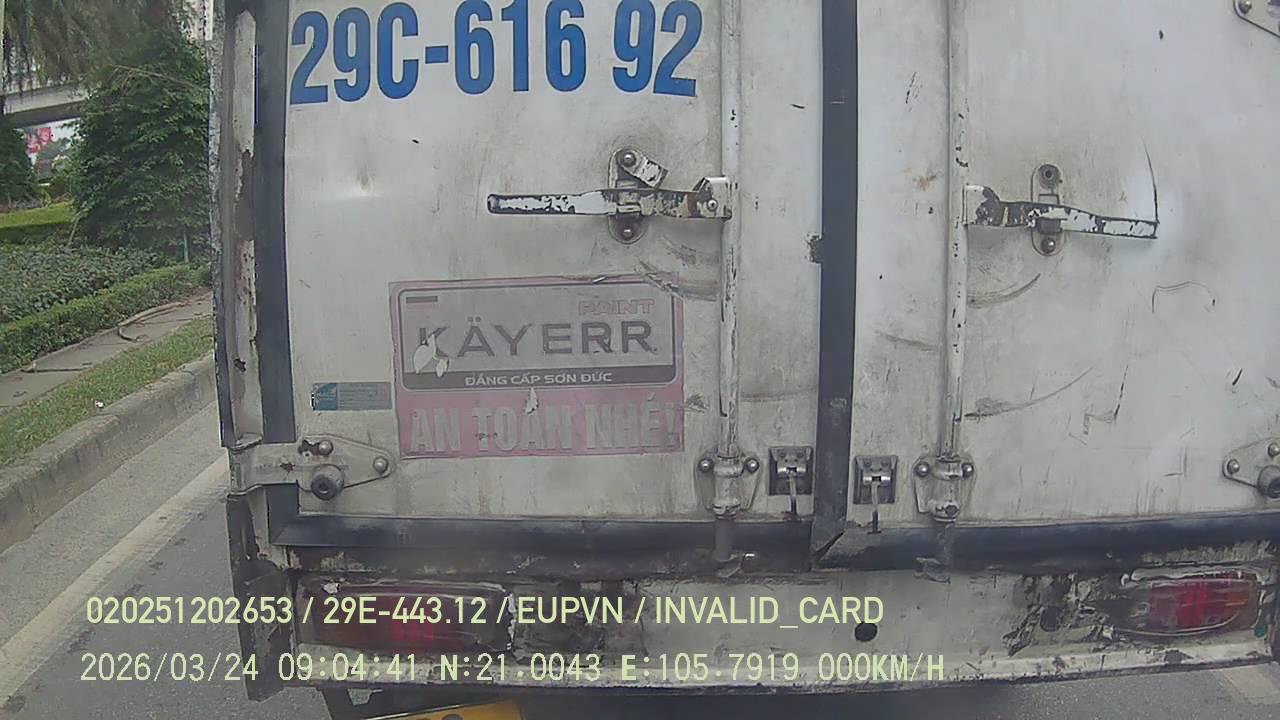 29C-616 92
PAINT
KÄYERR
ĐẲNG CẤP SƠN ĐỨC
AN TOÀN NHÉ!
020251202653 / 29E-443.12 / EUPVN / INVALID_CARD
2026/03/24 09:04:41 N:21.0043 E:105.7919 000KM/H